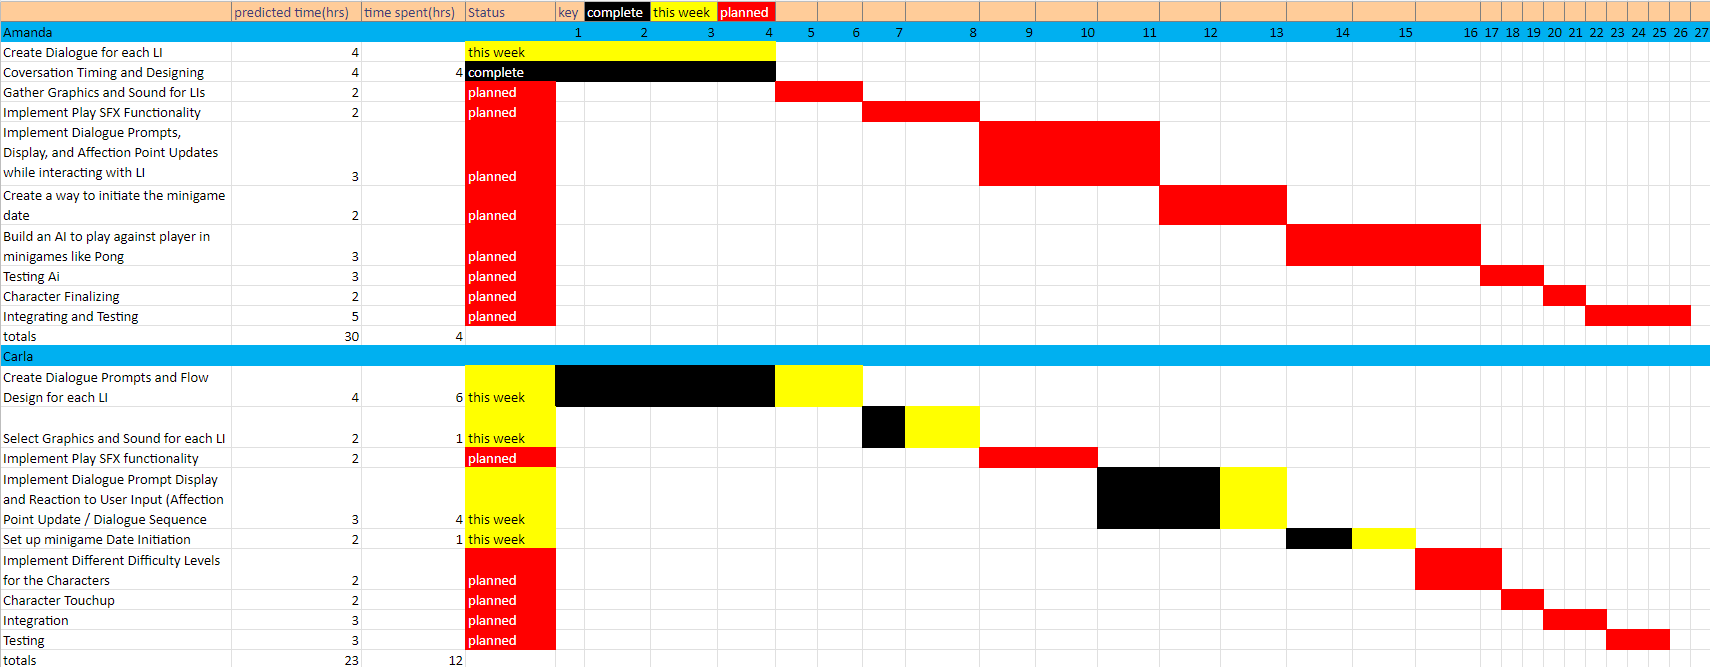 predicted time(hrs) time spent(hrs) Status key complete this week planned
Amanda 1 2 3 4 5 6 7 8 9 10 11 12 13 14 15 16 17 18 19 20 21 22 23 24 25 26 27
Create Dialogue for each LI 4 this week
Coversation Timing and Designing 4 4 complete
Gather Graphics and Sound for LIs 2 planned
Implement Play SFX Functionality 2 planned
Implement Dialogue Prompts,
Display, and Affection Point Updates
while interacting with LI 3 planned
Create a way to initiate the minigame
date 2 planned
Build an AI to play against player in
minigames like Pong 3 planned
Testing Ai 3 planned
Character Finalizing 2 planned
Integrating and Testing 5 planned
totals 30 4
Carla
Create Dialogue Prompts and Flow
Design for each LI 4 6 this week
Select Graphics and Sound for each LI 2 1 this week
Implement Play SFX functionality 2 planned
Implement Dialogue Prompt Display
and Reaction to User Input (Affection
Point Update / Dialogue Sequence 3 4 this week
Set up minigame Date Initiation 2 1 this week
Implement Different Difficulty Levels
for the Characters 2 planned
Character Touchup 2 planned
Integration 3 planned
Testing 3 planned
totals 23 12